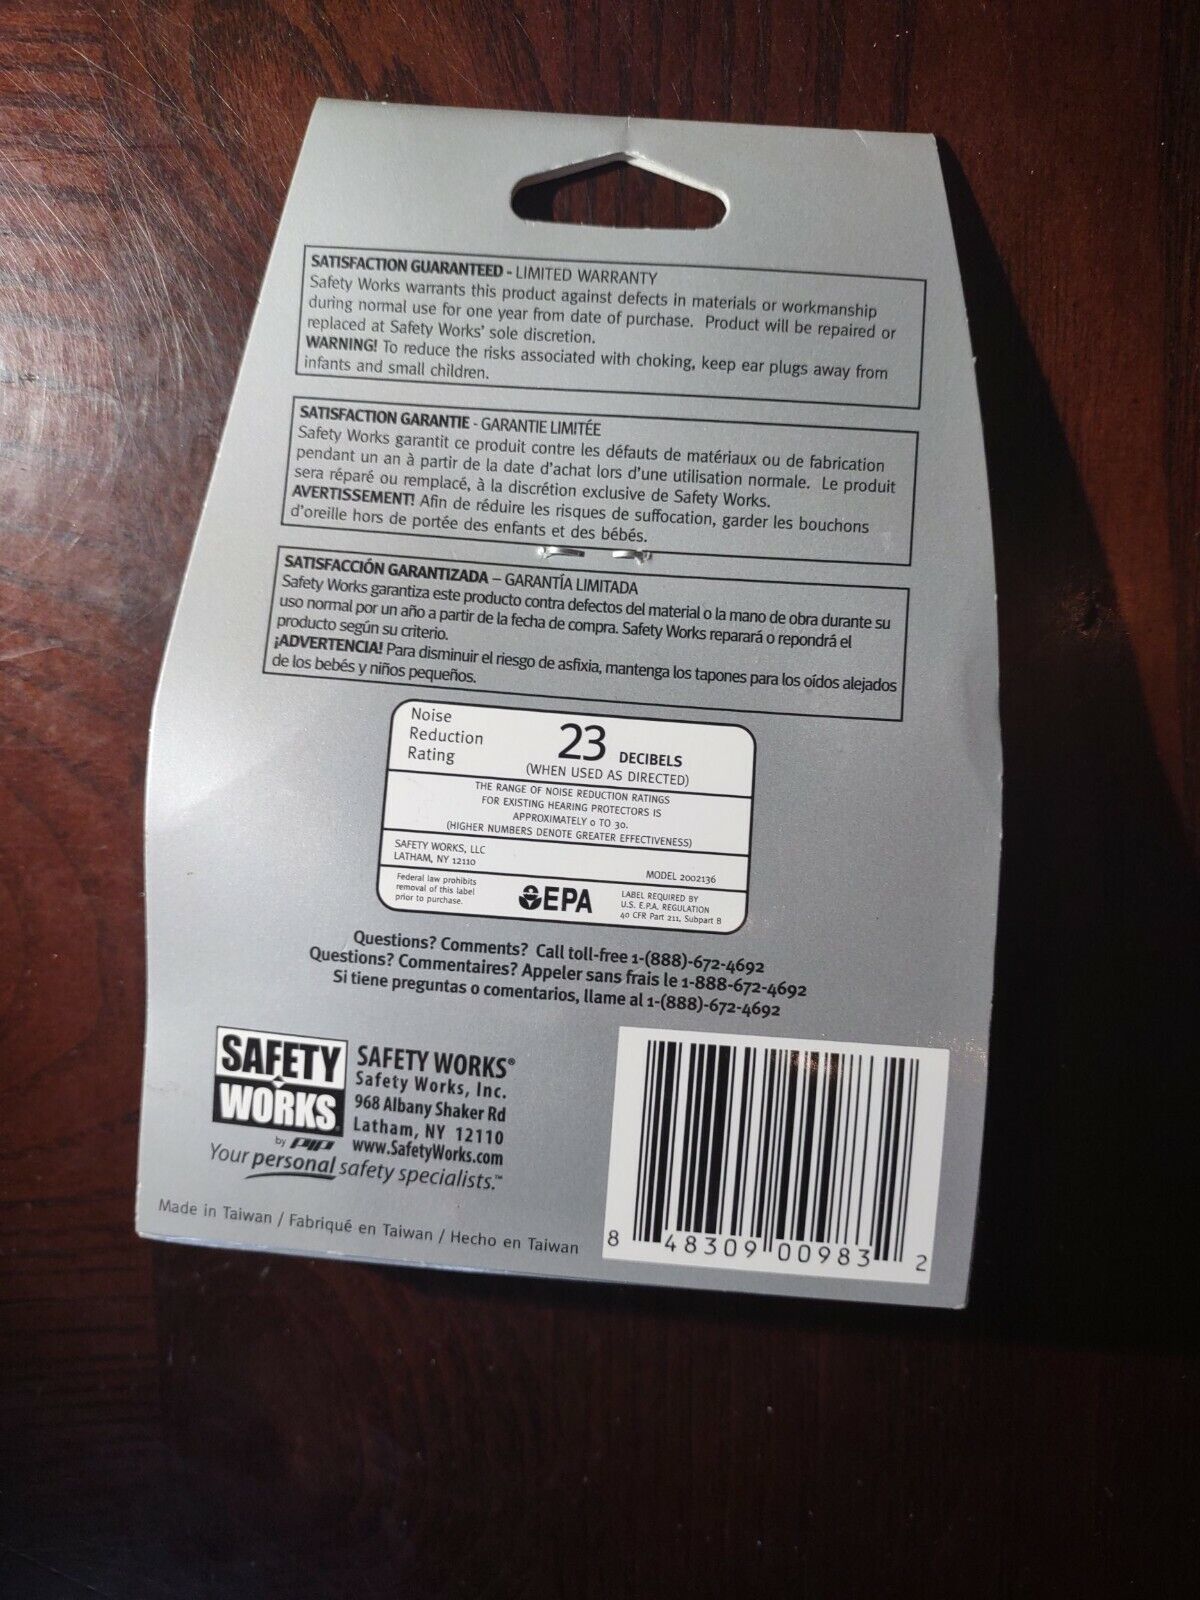 SATISFACTION GUARANTEED - LIMITED WARRANTY
Safety Works warrants this product against defects in materials or workmanship
during normal use for one year from date of purchase. Product will be repaired or
replaced at Safety Works' sole discretion.
WARNING! To reduce the risks associated with choking, keep ear plugs away from
infants and small children.
SATISFACTION GARANTIE - GARANTIE LIMITÉE
Safety Works garantit ce produit contre les défauts de matériaux ou de fabrication
pendant un an à partir de la date d'achat lors d'une utilisation normale. Le produit
sera réparé ou remplacé, à la discrétion exclusive de Safety Works.
AVERTISSEMENT! Afin de réduire les risques de suffocation, garder les bouchons
d'oreille hors de portée des enfants et des bébés.
SATISFACCIÓN GARANTIZADA – GARANTÍA LIMITADA
Safety Works garantiza este producto contra defectos del material o la mano de obra durante su
uso normal por un año a partir de la fecha de compra. Safety Works reparará o repondrá el
producto según su criterio.
¡ADVERTENCIA! Para disminuir el riesgo de asfixia, mantenga los tapones para los oídos alejados
de los bebés y niños pequeños.
Noise
Reduction
Rating
23 DECIBELS
(WHEN USED AS DIRECTED)
THE RANGE OF NOISE REDUCTION RATINGS
FOR EXISTING HEARING PROTECTORS IS
APPROXIMATELY 0 TO 30.
(HIGHER NUMBERS DENOTE GREATER EFFECTIVENESS)
SAFETY WORKS, LLC
LATHAM, NY 12110
MODEL 2002136
Federal law prohibits
removal of this label
prior to purchase.
EPA
LABEL REQUIRED BY
U.S. E.P.A. REGULATION
40 CFR Part 211, Subpart B
Questions? Comments? Call toll-free 1-(888)-672-4692
Questions? Commentaires? Appeler sans frais le 1-888-672-4692
Si tiene preguntas o comentarios, llame al 1-(888)-672-4692
SAFETY
WORKS
by PIP
SAFETY WORKS®
Safety Works, Inc.
968 Albany Shaker Rd
Latham, NY 12110
www.SafetyWorks.com
Your personal safety specialists.™
Made in Taiwan / Fabriqué en Taiwan / Hecho en Taiwan
8 48309 00983 2